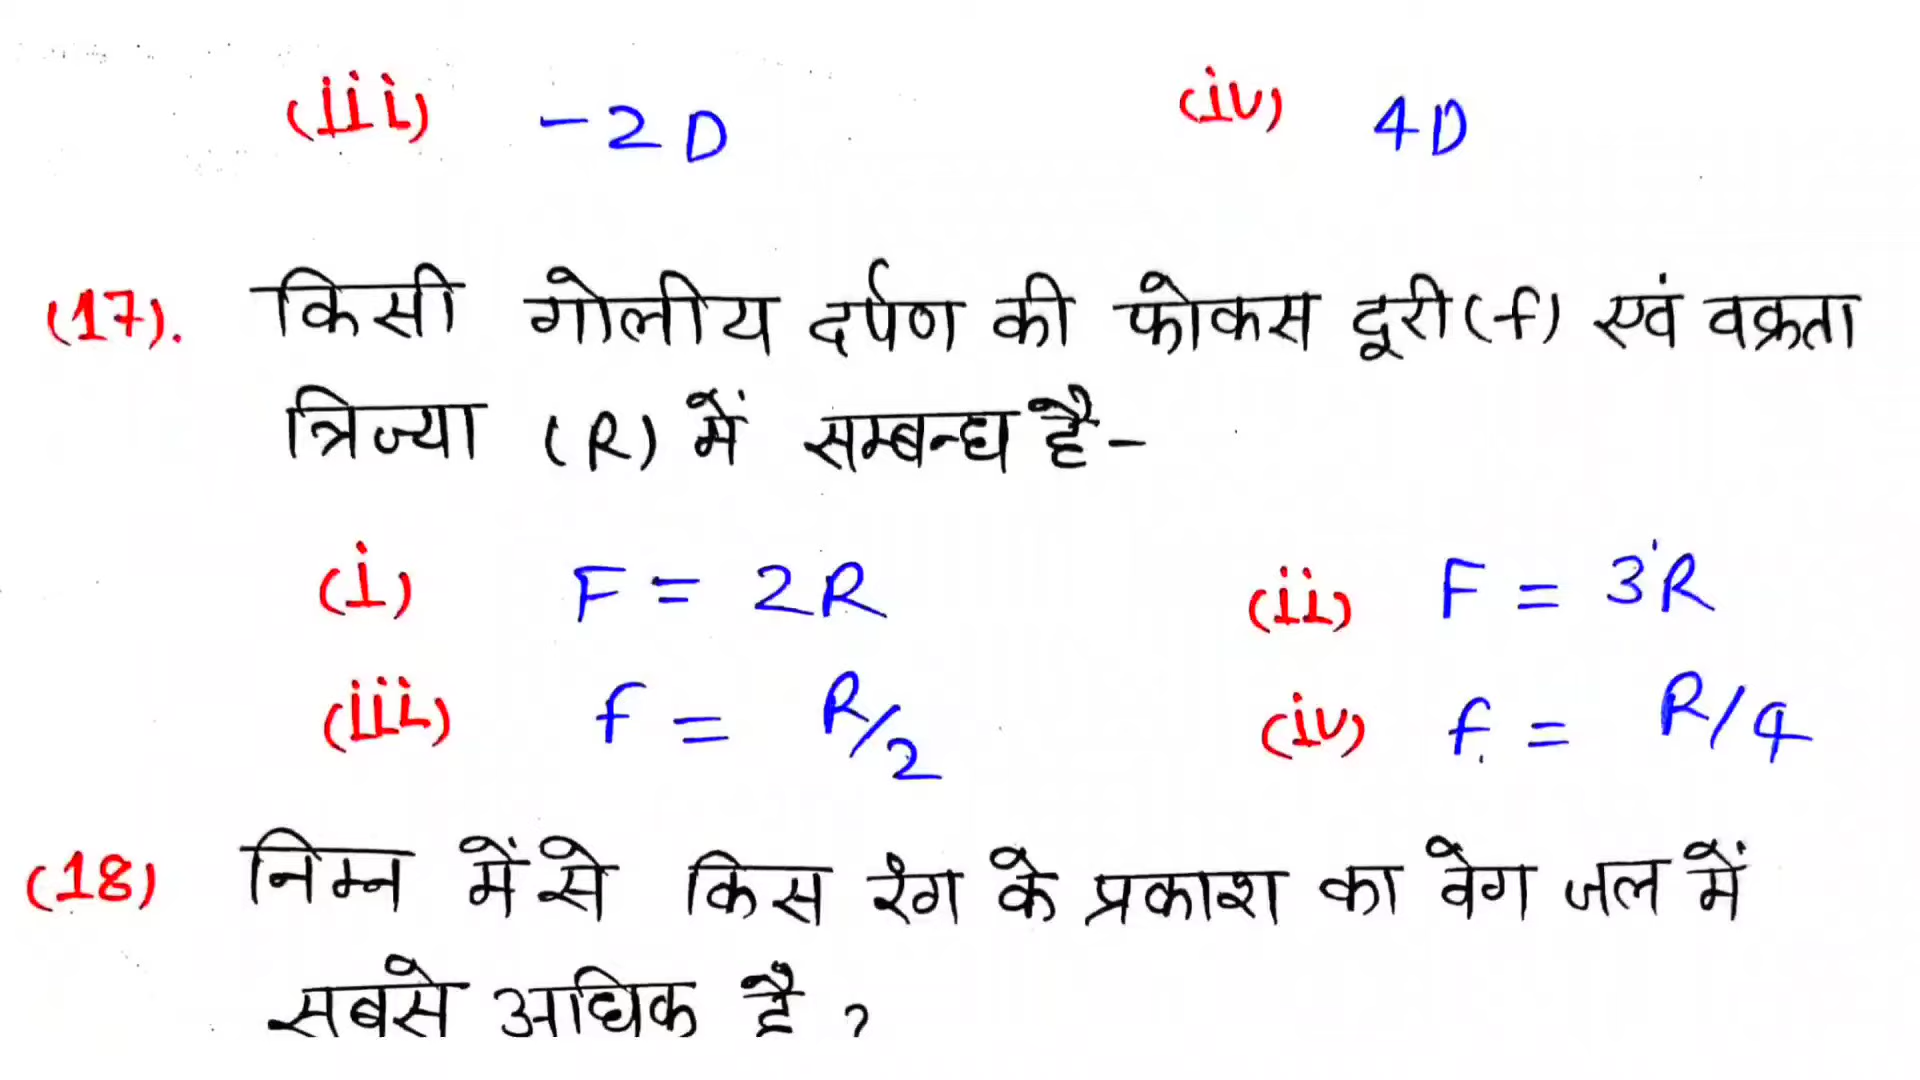 (iii) -2D (iv) 4D
(17). किसी गोलीय दर्पण की फोकस दूरी (f) एवं वक्रता
त्रिज्या (R) में सम्बन्ध है-
(i) F = 2R (ii) F = 3R
(iii) f = R/2 (iv) f = R/4
(18) निम्न में से किस रंग के प्रकाश का वेग जल में
सबसे अधिक है ?